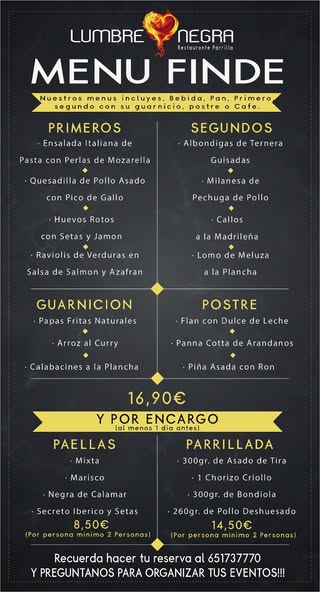 LUMBRE NEGRA
Restaurante Parrilla
MENU FINDE
Nuestros menus incluyes, Bebida, Pan, Primero
segundo con su guarnicio, postre o Cafe.
PRIMEROS
· Ensalada Italiana de
Pasta con Perlas de Mozarella
· Quesadilla de Pollo Asado
con Pico de Gallo
· Huevos Rotos
con Setas y Jamon
· Raviolis de Verduras en
Salsa de Salmon y Azafran
SEGUNDOS
· Albondigas de Ternera
Guisadas
· Milanesa de
Pechuga de Pollo
· Callos
a la Madrileña
· Lomo de Meluza
a la Plancha
GUARNICION
· Papas Fritas Naturales
· Arroz al Curry
· Calabacines a la Plancha
POSTRE
· Flan con Dulce de Leche
· Panna Cotta de Arandanos
· Piña Asada con Ron
16,90€
Y POR ENCARGO
(al menos 1 dia antes)
PAELLAS
· Mixta
· Marisco
· Negra de Calamar
· Secreto Iberico y Setas
8,50€
(Por persona minimo 2 Personas)
PARRILLADA
· 300gr. de Asado de Tira
· 1 Chorizo Criollo
· 300gr. de Bondiola
· 260gr. de Pollo Deshuesado
14,50€
(Por persona minimo 2 Personas)
Recuerda hacer tu reserva al 651737770
Y PREGUNTANOS PARA ORGANIZAR TUS EVENTOS!!!